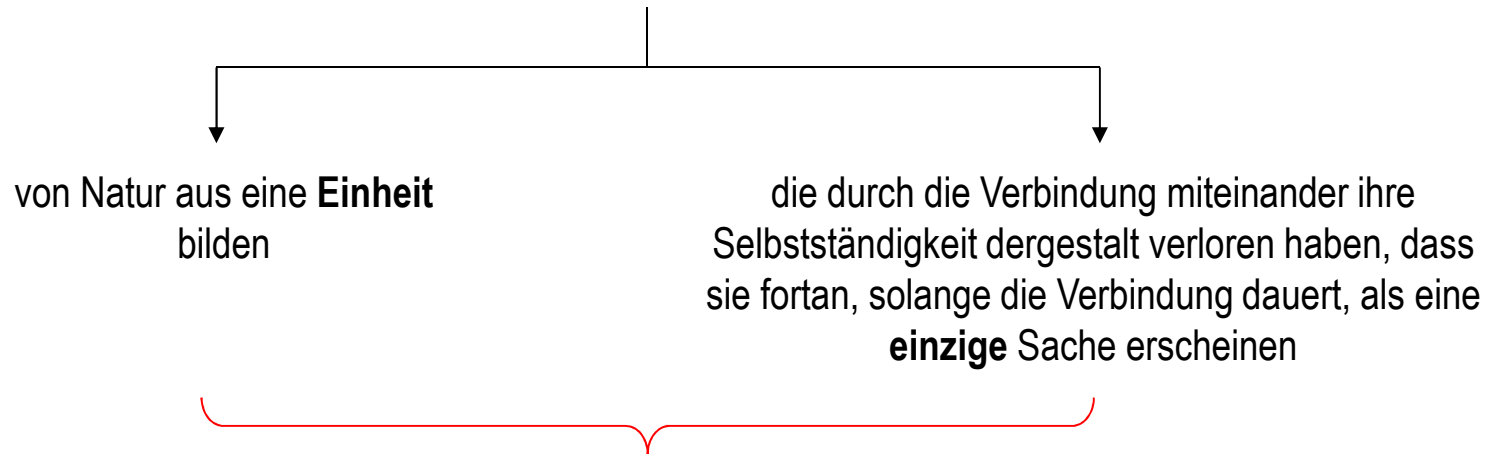 von Natur aus eine Einheit
bilden
die durch die Verbindung miteinander ihre
Selbstständigkeit dergestalt verloren haben, dass
sie fortan, solange die Verbindung dauert, als eine
einzige Sache erscheinen